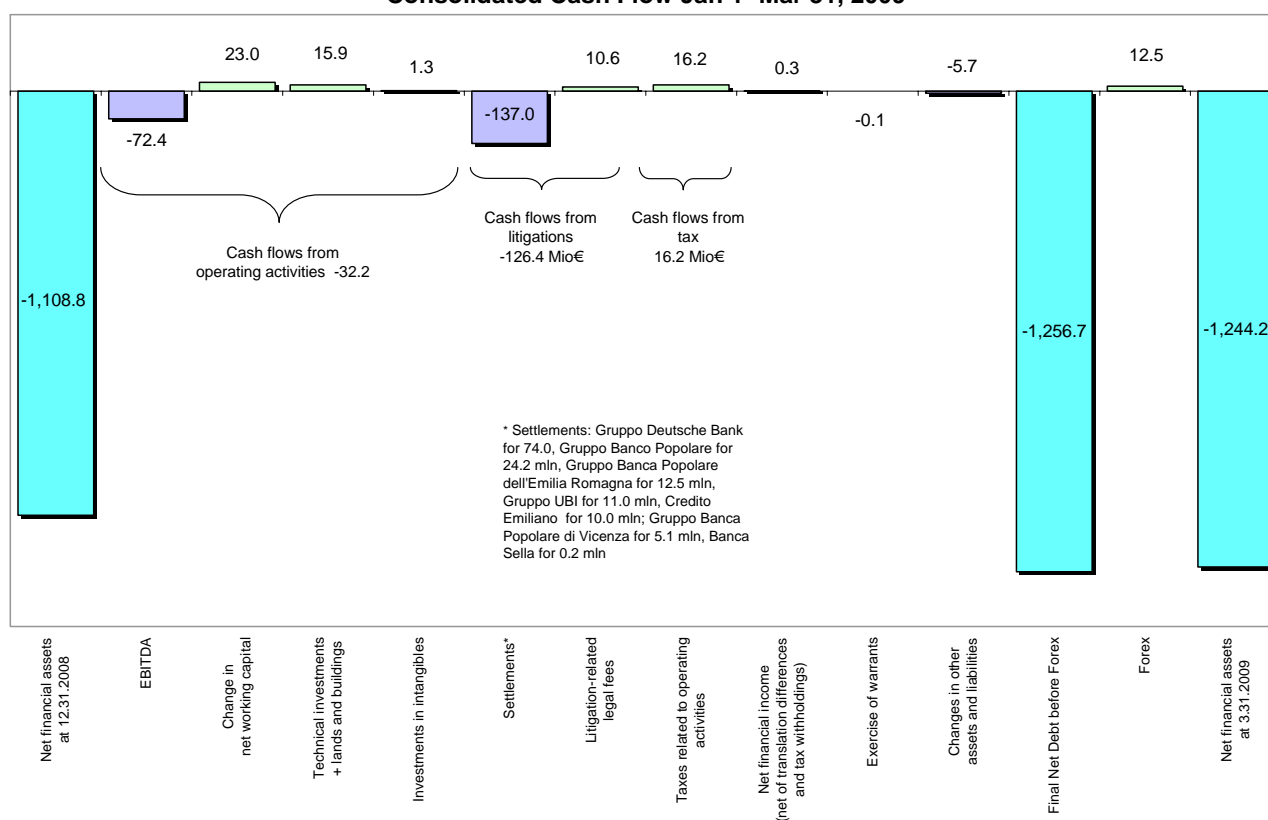 Consolidated Cash Flow Jan 1- Mar 31, 2009
23.0
15.9
1.3
10.6
16.2
0.3
-5.7
12.5
-72.4
-137.0
-0.1
Cash flows from
operating activities -32.2
Cash flows from
litigations
-126.4 Mio€
Cash flows from
tax
16.2 Mio€
-1,108.8
-1,256.7
-1,244.2
* Settlements: Gruppo Deutsche Bank
for 74.0, Gruppo Banco Popolare for
24.2 mln, Gruppo Banca Popolare
dell'Emilia Romagna for 12.5 mln,
Gruppo UBI for 11.0 mln, Credito
Emiliano for 10.0 mln; Gruppo Banca
Popolare di Vicenza for 5.1 mln, Banca
Sella for 0.2 mln
Net financial assets
at 12.31.2008
EBITDA
Change in
net working capital
Technical investments
+ lands and buildings
Investments in intangibles
Settlements*
Litigation-related
legal fees
Taxes related to operating
activities
Net financial income
(net of translation differences
and tax withholdings)
Exercise of warrants
Changes in other
assets and liabilities
Final Net Debt before Forex
Forex
Net financial assets
at 3.31.2009